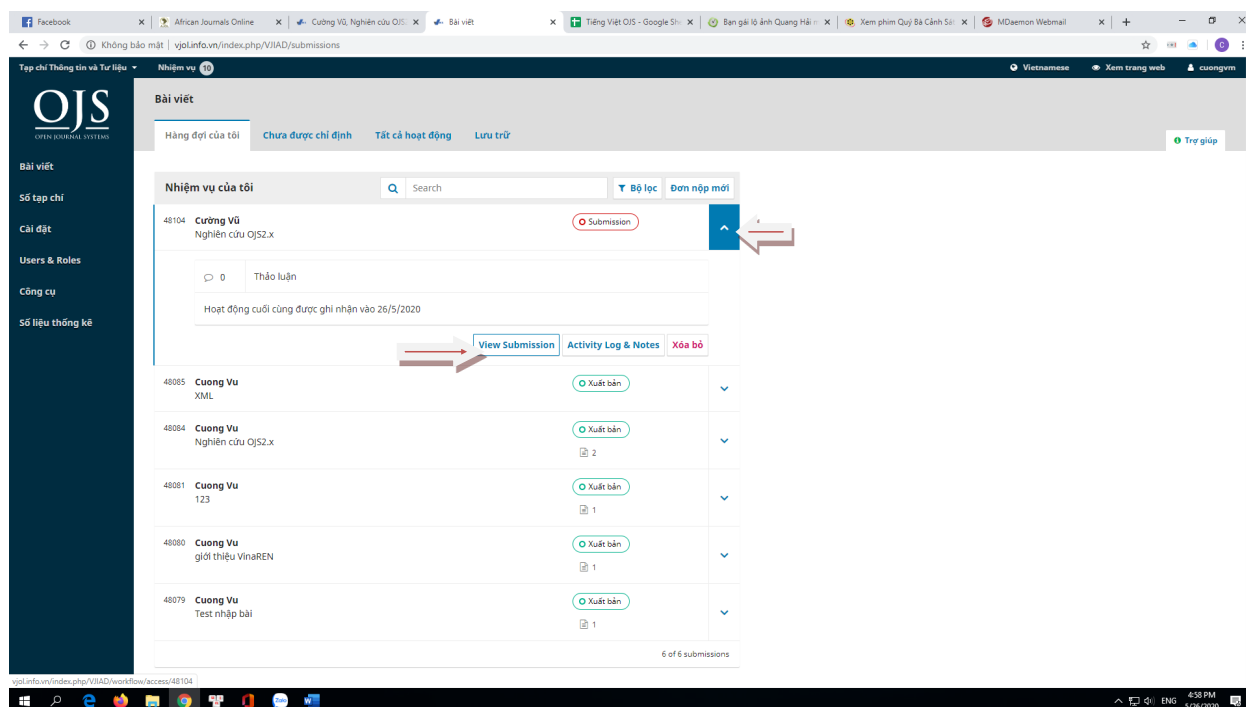 Facebook
African Journals Online
Cường Vũ, Nghiên cứu OJS
Bài viết
Tiếng Việt OJS - Google Sh
Bạn gái lộ ảnh Quang Hải
Xem phim Quý Bà Cảnh Sát
MDaemon Webmail
Không bảo mật | vjol.info.vn/index.php/VJIAD/submissions
Tạp chí Thông tin và Tư liệu
Nhiệm vụ 10
Vietnamese
Xem trang web
cuongvm
OJS
OPEN JOURNAL SYSTEMS
Bài viết
Số tạp chí
Cài đặt
Users & Roles
Công cụ
Số liệu thống kê
Bài viết
Hàng đợi của tôi
Chưa được chỉ định
Tất cả hoạt động
Lưu trữ
Trợ giúp
Nhiệm vụ của tôi
Search
Bộ lọc
Đơn nộp mới
48104 Cường Vũ
Submission
Nghiên cứu OJS2.x
0 Thảo luận
Hoạt động cuối cùng được ghi nhận vào 26/5/2020
View Submission
Activity Log & Notes
Xóa bỏ
48085 Cuong Vu
Xuất bản
XML
48084 Cuong Vu
Xuất bản
Nghiên cứu OJS2.x
2
48081 Cuong Vu
Xuất bản
123
1
48080 Cuong Vu
Xuất bản
giới thiệu VinaREN
1
48079 Cuong Vu
Xuất bản
Test nhập bài
1
6 of 6 submissions
vjol.info.vn/index.php/VJIAD/workflow/access/48104
Zalo
ENG
4:58 PM
5/26/2020